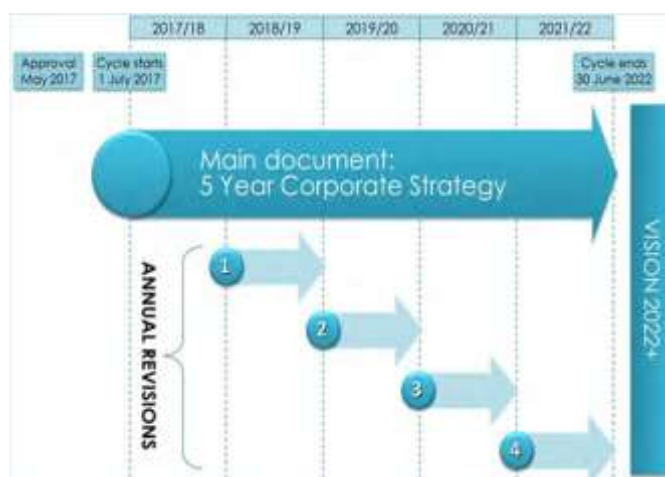 2017/18 2018/19 2019/20 2020/21 2021/22
Approval
May 2017
Cycle starts
1 July 2017
Cycle ends
30 June 2022
Main document:
5 Year Corporate Strategy
ANNUAL REVISIONS
1
2
3
4
VISION 2022+